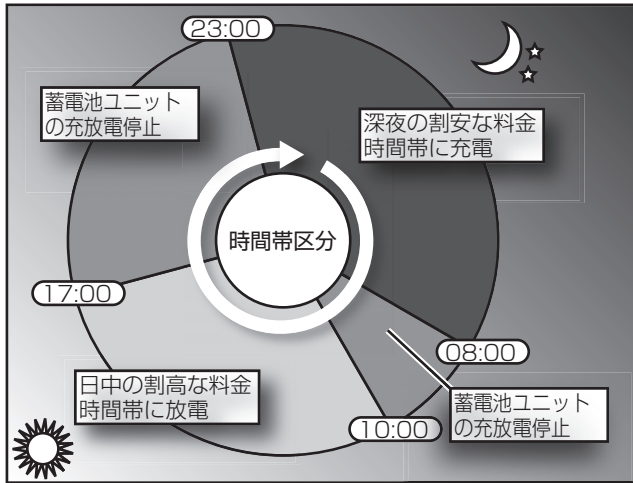 23:00
蓄電池ユニット
の充放電停止
深夜の割安な料金
時間帯に充電
時間帯区分
17:00
08:00
日中の割高な料金
時間帯に放電
10:00
蓄電池ユニット
の充放電停止